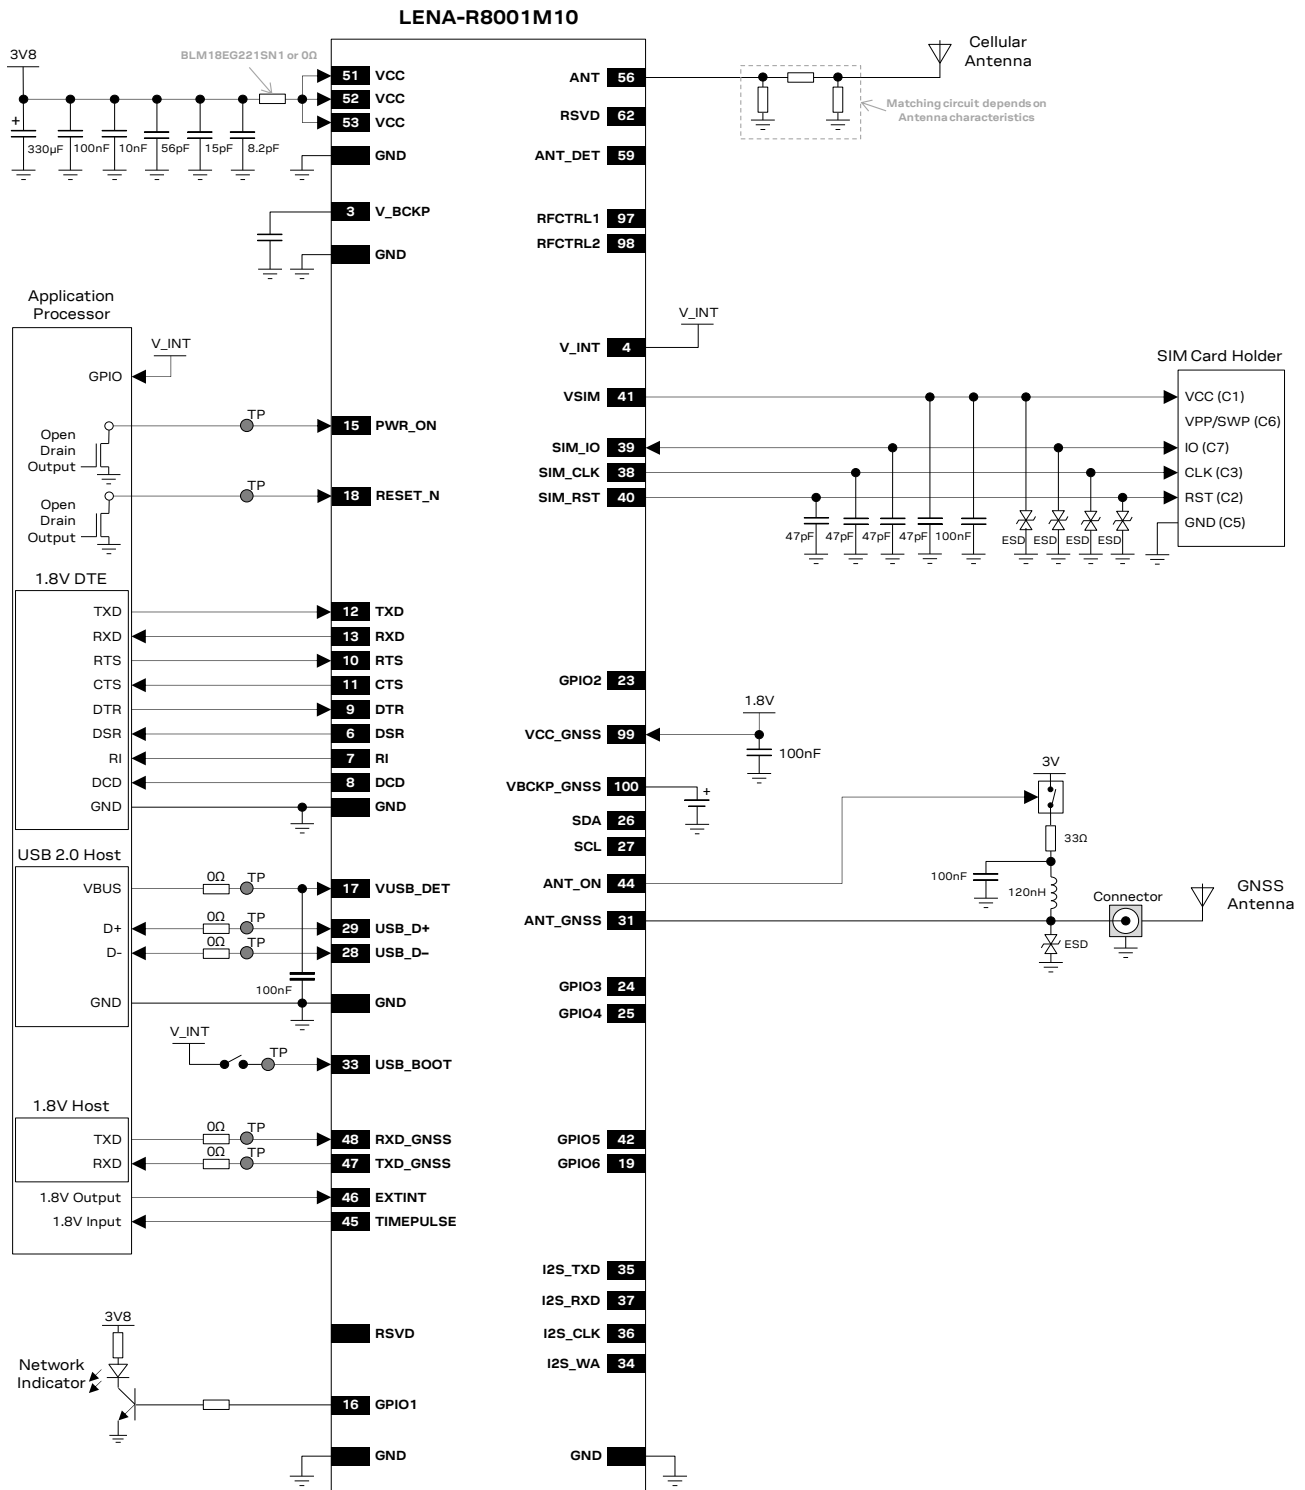 LENA-R8001M10
3V8
BLM18EG221SN1 or 0Ω
+
330µF
100nF
10nF
56pF
15pF
8.2pF
51 VCC
52 VCC
53 VCC
GND
3 V_BCKP
GND
Application
Processor
V_INT
GPIO
Open
Drain
Output
TP
15 PWR_ON
Open
Drain
Output
TP
18 RESET_N
1.8V DTE
TXD 12 TXD
RXD 13 RXD
RTS 10 RTS
CTS 11 CTS
DTR 9 DTR
DSR 6 DSR
RI 7 RI
DCD 8 DCD
GND GND
USB 2.0 Host
VBUS 0Ω TP 17 VUSB_DET
D+ 0Ω TP 29 USB_D+
D- 0Ω TP 28 USB_D–
100nF
GND GND
V_INT
TP
33 USB_BOOT
1.8V Host
TXD 0Ω TP 48 RXD_GNSS
RXD 0Ω TP 47 TXD_GNSS
1.8V Output 46 EXTINT
1.8V Input 45 TIMEPULSE
3V8
RSVD
Network
Indicator
16 GPIO1
GND
ANT 56
Cellular
Antenna
Matching circuit depends on
Antenna characteristics
RSVD 62
ANT_DET 59
RFCTRL1 97
RFCTRL2 98
V_INT
V_INT 4
SIM Card Holder
VSIM 41 VCC (C1)
VPP/SWP (C6)
SIM_IO 39 IO (C7)
SIM_CLK 38 CLK (C3)
SIM_RST 40 RST (C2)
GND (C5)
47pF 47pF 47pF 100nF ESD ESD ESD ESD
GPIO2 23
1.8V
VCC_GNSS 99
100nF
VBCKP_GNSS 100
+
SDA 26
SCL 27
3V
33Ω
100nF
120nH
ANT_ON 44
ANT_GNSS 31
Connector
GNSS
Antenna
ESD
GPIO3 24
GPIO4 25
GPIO5 42
GPIO6 19
I2S_TXD 35
I2S_RXD 37
I2S_CLK 36
I2S_WA 34
GND